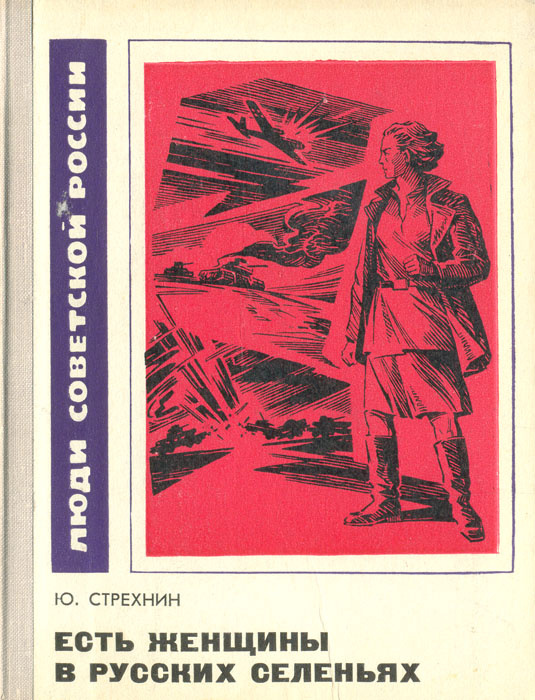 ЛЮДИ СОВЕТСКОЙ РОССИИ
Ю. СТРЕХНИН
ЕСТЬ ЖЕНЩИНЫ
В РУССКИХ СЕЛЕНЬЯХ